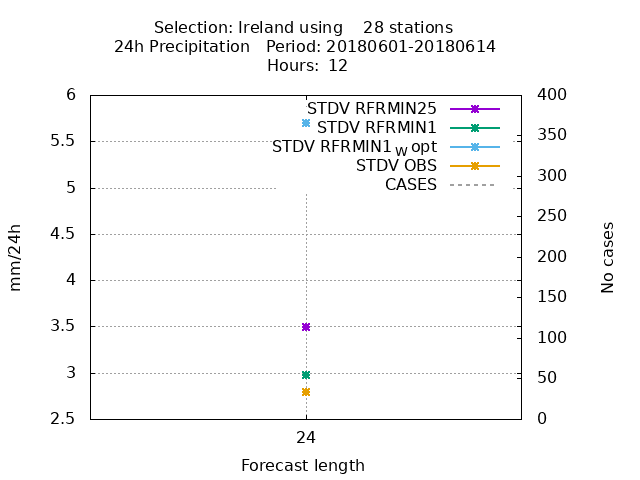 Selection: Ireland using    28 stations
24h Precipitation   Period: 20180601-20180614
Hours:  12
6
5.5
5
4.5
4
3.5
3
2.5
400
350
300
250
200
150
100
50
0
STDV RFRMIN25
STDV RFRMIN1
STDV RFRMIN1w opt
STDV OBS
CASES
mm/24h
No cases
24
Forecast length